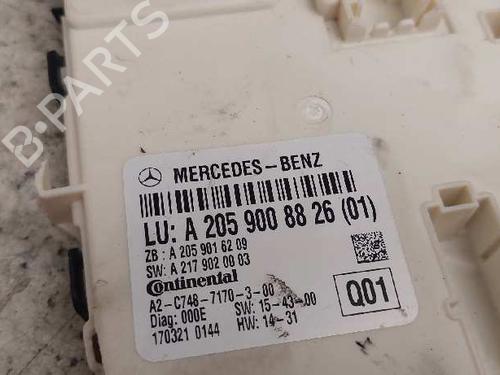 B-PARTS
MERCEDES-BENZ
LU: A 205 900 88 26 (01)
ZB : A 205 901 62 09
SW: A 217 902 00 03
Continental
A2-C748-7170-3-00
Diag: 000E SW: 15-43-00
170321 0144 HW: 14-31
Q01